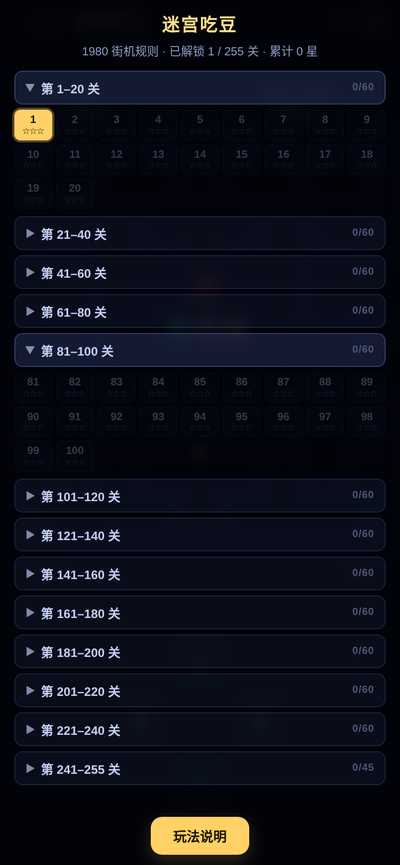 迷宫吃豆
1980 街机规则 · 已解锁 1 / 255 关 · 累计 0 星
▼ 第 1–20 关 0/60
1 2 3 4 5 6 7 8 9
☆☆☆ ☆☆☆ ☆☆☆ ☆☆☆ ☆☆☆ ☆☆☆ ☆☆☆ ☆☆☆ ☆☆☆
10 11 12 13 14 15 16 17 18
☆☆☆ ☆☆☆ ☆☆☆ ☆☆☆ ☆☆☆ ☆☆☆ ☆☆☆ ☆☆☆ ☆☆☆
19 20
☆☆☆ ☆☆☆
▶ 第 21–40 关 0/60
▶ 第 41–60 关 0/60
▶ 第 61–80 关 0/60
▼ 第 81–100 关 0/60
81 82 83 84 85 86 87 88 89
☆☆☆ ☆☆☆ ☆☆☆ ☆☆☆ ☆☆☆ ☆☆☆ ☆☆☆ ☆☆☆ ☆☆☆
90 91 92 93 94 95 96 97 98
☆☆☆ ☆☆☆ ☆☆☆ ☆☆☆ ☆☆☆ ☆☆☆ ☆☆☆ ☆☆☆ ☆☆☆
99 100
☆☆☆ ☆☆☆
▶ 第 101–120 关 0/60
▶ 第 121–140 关 0/60
▶ 第 141–160 关 0/60
▶ 第 161–180 关 0/60
▶ 第 181–200 关 0/60
▶ 第 201–220 关 0/60
▶ 第 221–240 关 0/60
▶ 第 241–255 关 0/45
玩法说明